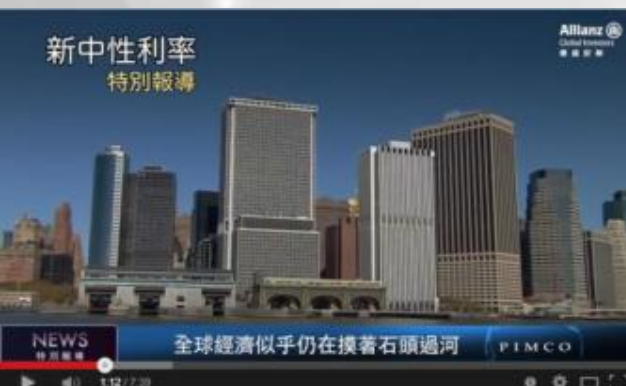 新中性利率
特別報導
Allianz
Global Investors
NEWS
特別報導
全球經濟似乎仍在摸著石頭過河
PIMCO
1:12 / 7:39